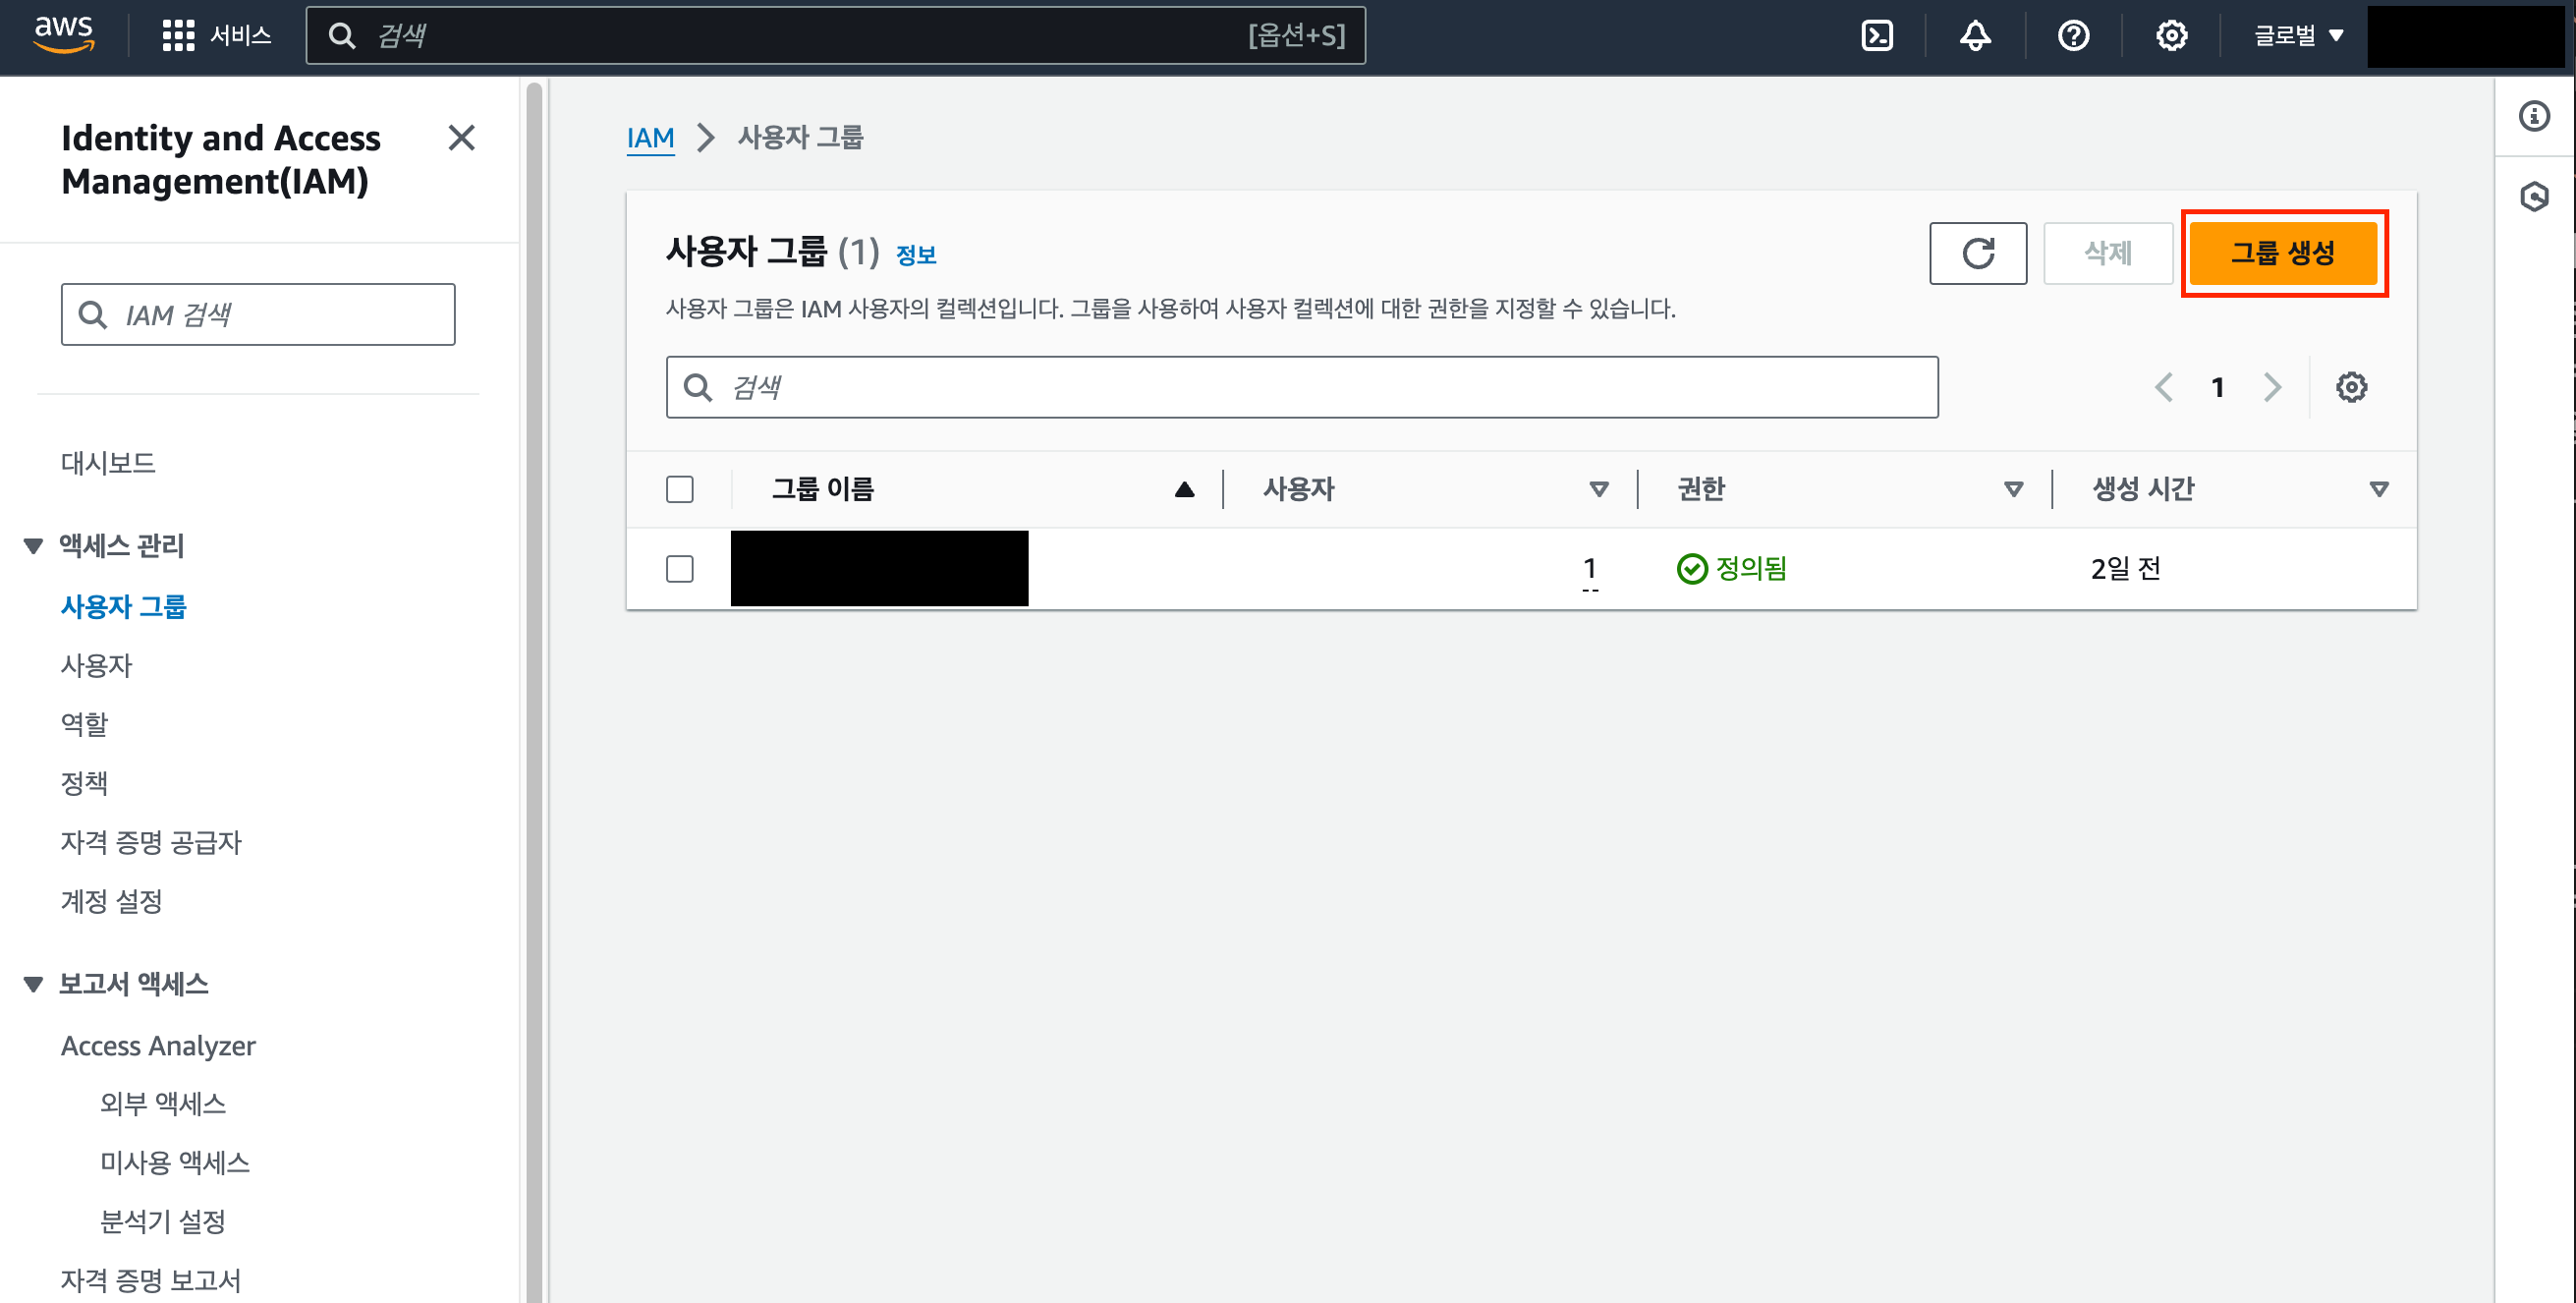 aws
서비스
검색
[옵션+S]
글로벌
Identity and Access
Management(IAM)
IAM 검색
대시보드
액세스 관리
사용자 그룹
사용자
역할
정책
자격 증명 공급자
계정 설정
보고서 액세스
Access Analyzer
외부 액세스
미사용 액세스
분석기 설정
자격 증명 보고서
IAM
사용자 그룹
사용자 그룹 (1) 정보
삭제
그룹 생성
사용자 그룹은 IAM 사용자의 컬렉션입니다. 그룹을 사용하여 사용자 컬렉션에 대한 권한을 지정할 수 있습니다.
검색
1
그룹 이름
사용자
권한
생성 시간
1
정의됨
2일 전